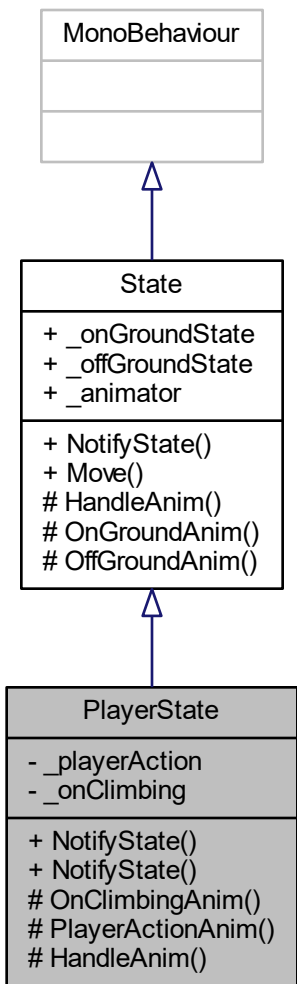 MonoBehaviour
State
+ _onGroundState
+ _offGroundState
+ _animator
+ NotifyState()
+ Move()
# HandleAnim()
# OnGroundAnim()
# OffGroundAnim()
PlayerState
- _playerAction
- _onClimbing
+ NotifyState()
+ NotifyState()
# OnClimbingAnim()
# PlayerActionAnim()
# HandleAnim()